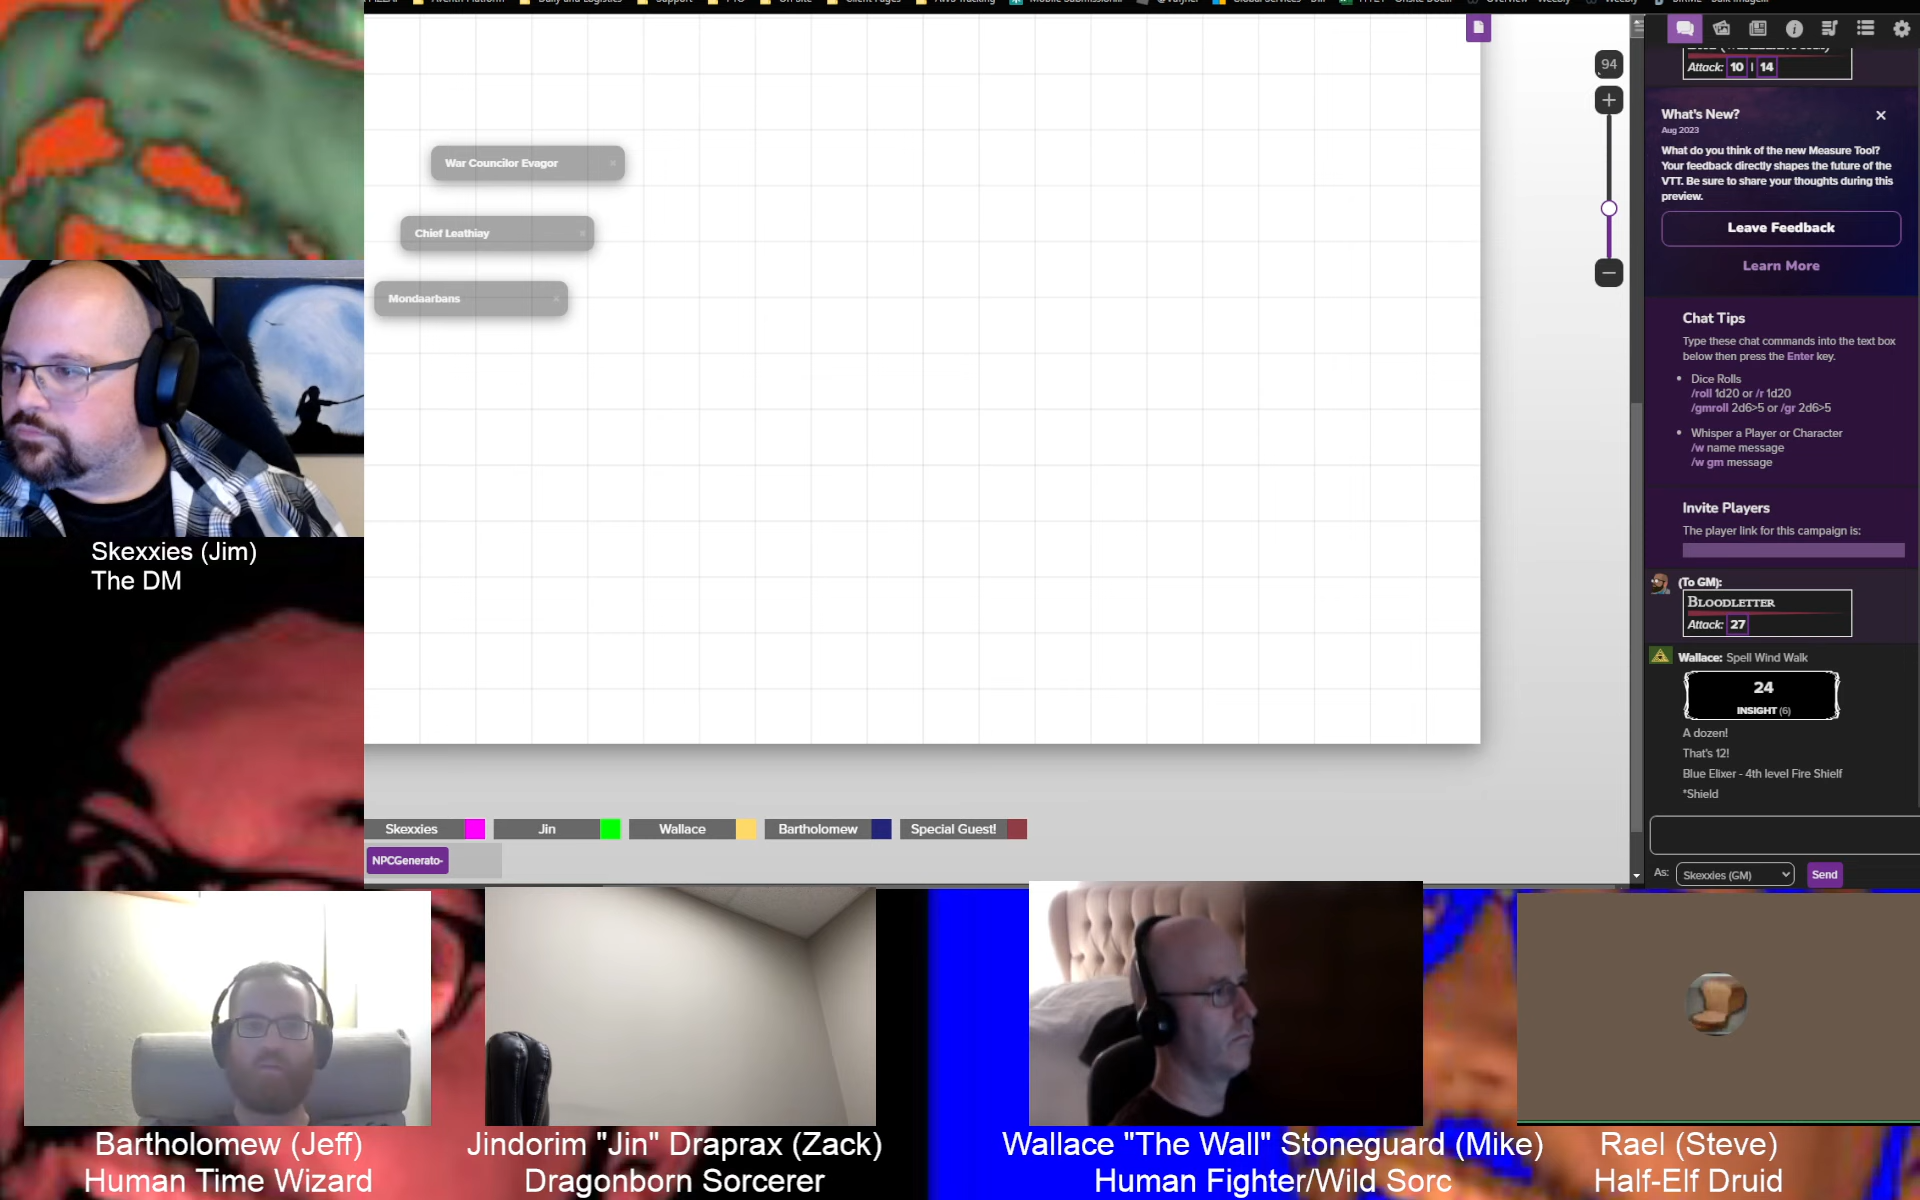 Support
Client Pages
94
War Councilor Evagor
Chief Leathiay
Mondaarbans
Attack: 10 | 14
What's New?
Aug 2023
What do you think of the new Measure Tool?
Your feedback directly shapes the future of the
VTT. Be sure to share your thoughts during this
preview.
Leave Feedback
Learn More
Chat Tips
Type these chat commands into the text box
below then press the Enter key.
Dice Rolls
/roll 1d20 or /r 1d20
/gmroll 2d6>5 or /gr 2d6>5
Whisper a Player or Character
/w name message
/w gm message
Invite Players
The player link for this campaign is:
(To GM):
BLOODLETTER
Attack: 27
Wallace: Spell Wind Walk
24
INSIGHT (6)
A dozen!
That's 12!
Blue Elixer - 4th level Fire Shielf
*Shield
As: Skexxies (GM) Send
Skexxies
Jin
Wallace
Bartholomew
Special Guest!
NPCGenerato-
Skexxies (Jim)
The DM
Bartholomew (Jeff)
Human Time Wizard
Jindorim "Jin" Draprax (Zack)
Dragonborn Sorcerer
Wallace "The Wall" Stoneguard (Mike)
Human Fighter/Wild Sorc
Rael (Steve)
Half-Elf Druid